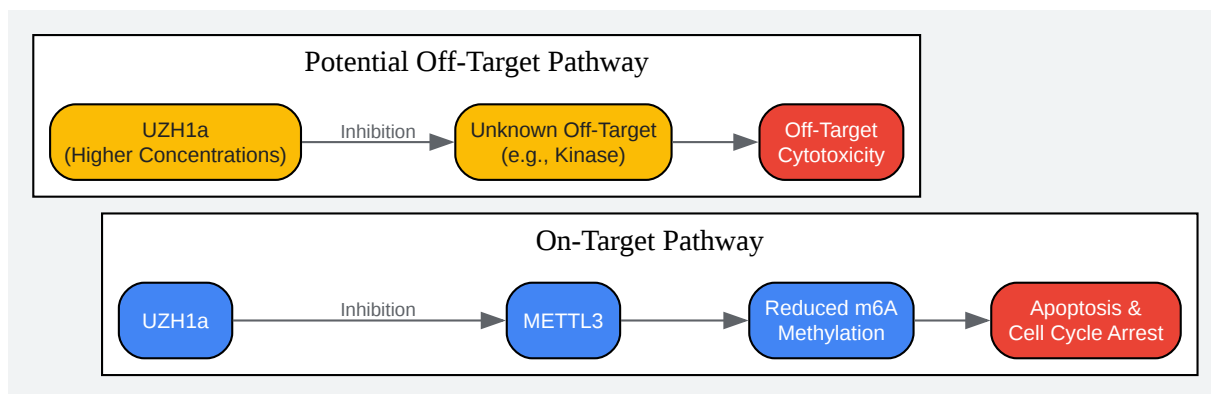 Potential Off-Target Pathway
UZH1a
(Higher Concentrations)
Inhibition
Unknown Off-Target
(e.g., Kinase)
Off-Target
Cytotoxicity
On-Target Pathway
UZH1a
Inhibition
METTL3
Reduced m6A
Methylation
Apoptosis &
Cell Cycle Arrest